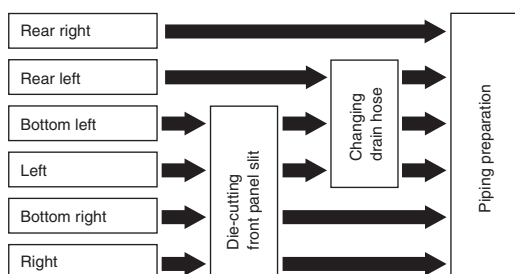 Rear right
Rear left
Bottom left
Left
Bottom right
Right
Die-cutting
front panel slit
Changing
drain hose
Piping preparation